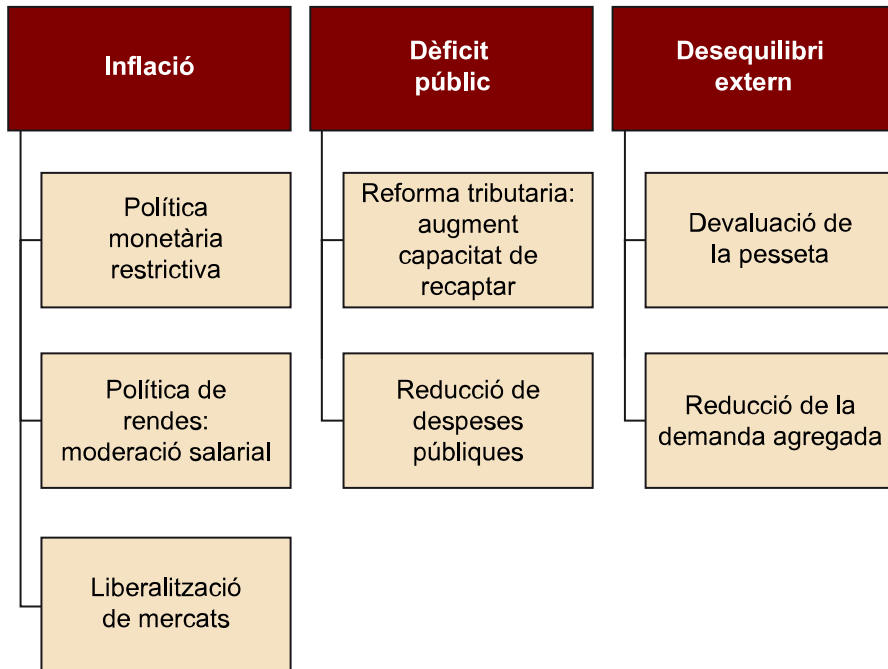 Inflació
Política
monetària
restrictiva
Política de
rendes:
moderació salarial
Liberalització
de mercats
Dèficit
públic
Reforma tributaria:
augment
capacitat de
recaptar
Reducció de
despeses
públiques
Desequilibri
extern
Devaluació de
la pesseta
Reducció de la
demanda agregada